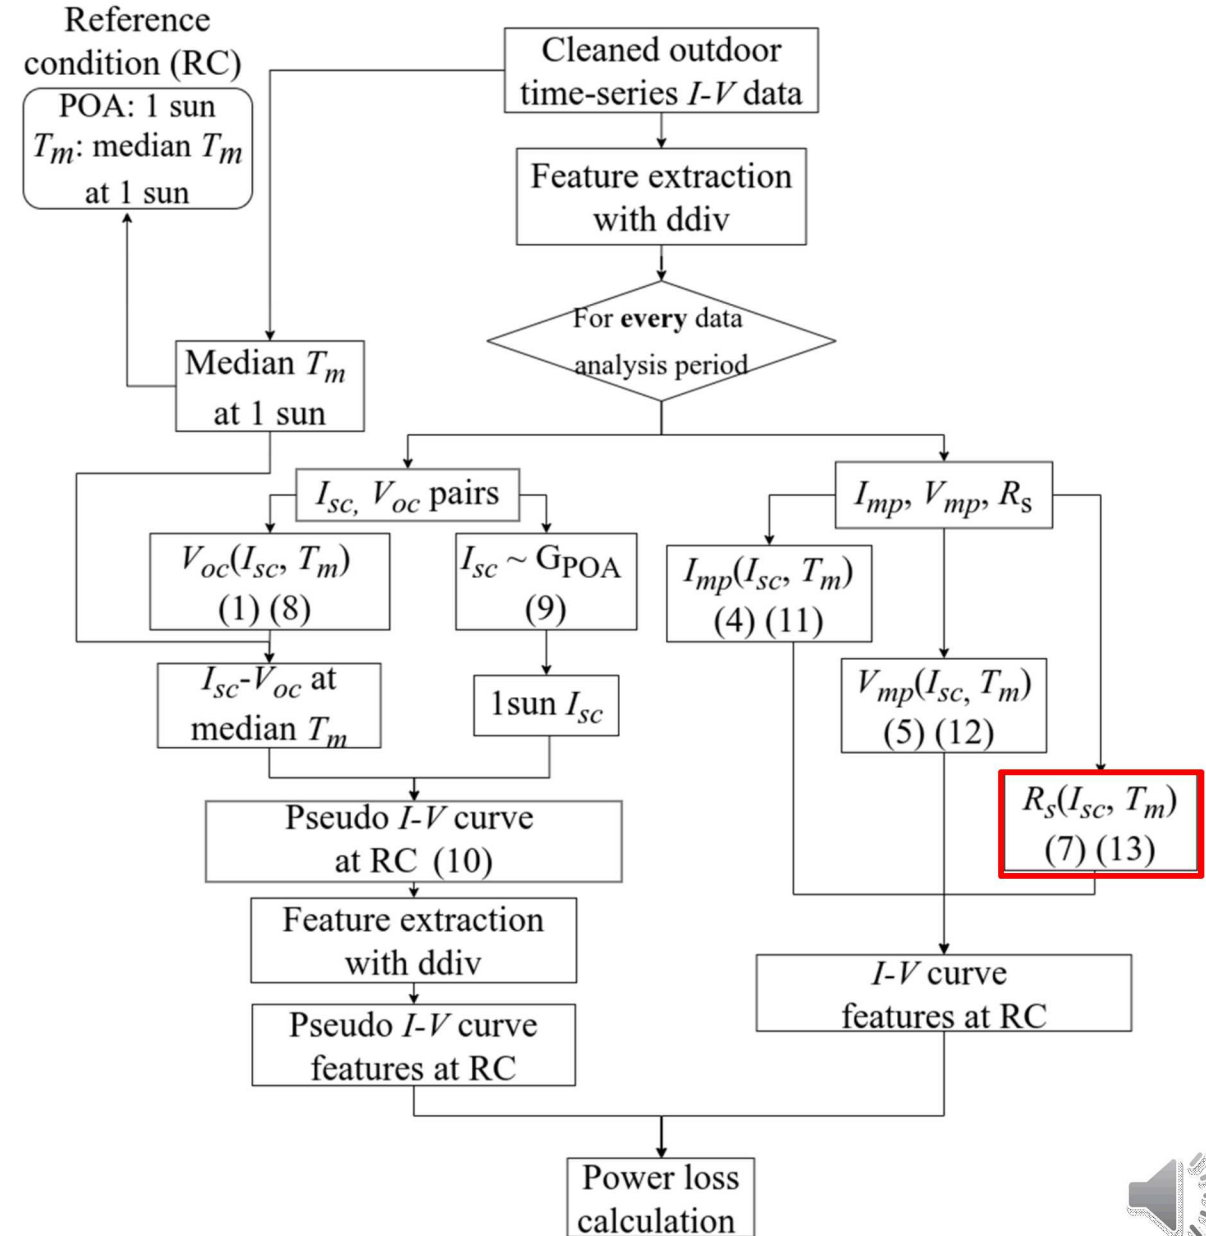 Reference
condition (RC)
POA: 1 sun
Tm: median Tm
at 1 sun
Cleaned outdoor
time-series I-V data
Feature extraction
with ddiv
For every data
analysis period
Median Tm
at 1 sun
Isc, Voc pairs
Imp, Vmp, Rs
Voc(Isc, Tm)
(1) (8)
Isc ~ GPOA
(9)
Imp(Isc, Tm)
(4) (11)
Isc-Voc at
median Tm
1sun Isc
Vmp(Isc, Tm)
(5) (12)
Rs(Isc, Tm)
(7) (13)
Pseudo I-V curve
at RC (10)
Feature extraction
with ddiv
I-V curve
features at RC
Pseudo I-V curve
features at RC
Power loss
calculation